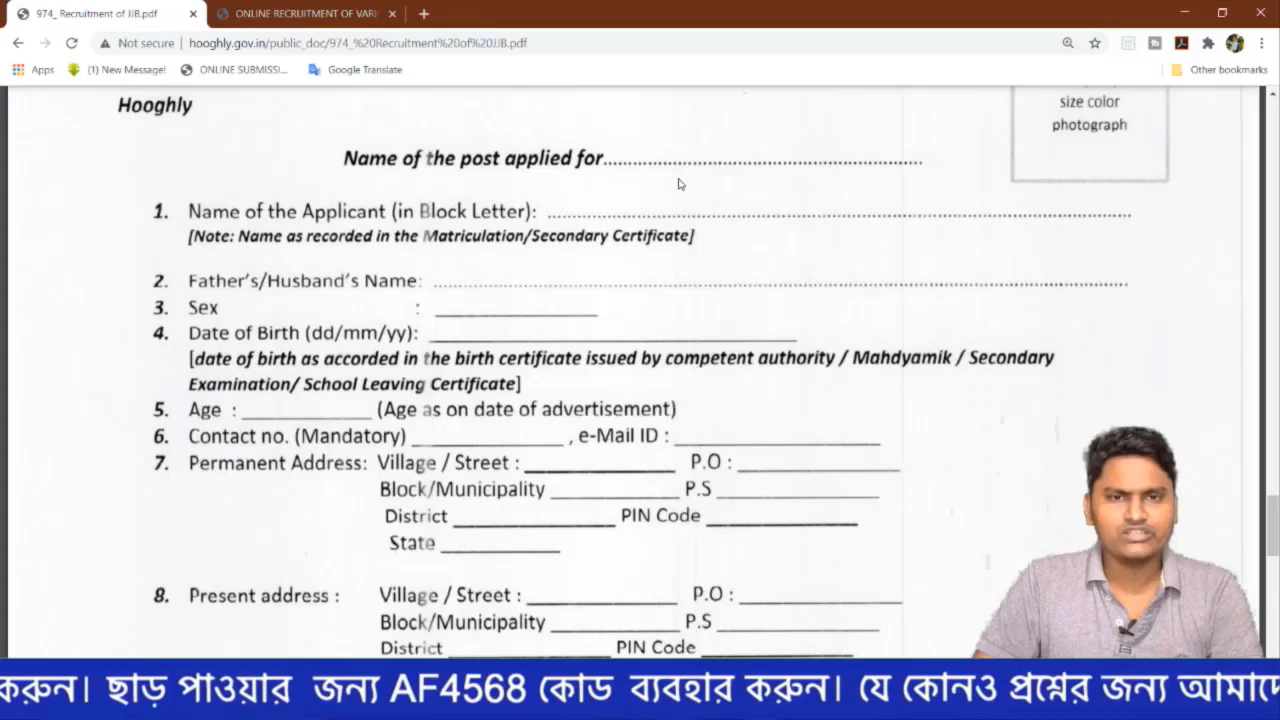 974_ Recruitment of JJB.pdf
ONLINE RECRUITMENT OF VARI
Not secure | hooghly.gov.in/public_doc/974_%20Recruitment%20of%20JJB.pdf
Apps (1) New Message! ONLINE SUBMISSI... Google Translate Other bookmarks
Hooghly
size color
photograph
Name of the post applied for
1. Name of the Applicant (in Block Letter):
[Note: Name as recorded in the Matriculation/Secondary Certificate]
2. Father's/Husband's Name:
3. Sex :
4. Date of Birth (dd/mm/yy):
[date of birth as accorded in the birth certificate issued by competent authority / Mahdyamik / Secondary
Examination/ School Leaving Certificate]
5. Age : (Age as on date of advertisement)
6. Contact no. (Mandatory) , e-Mail ID :
7. Permanent Address: Village / Street : P.O :
Block/Municipality P.S
District PIN Code
State
8. Present address : Village / Street : P.O :
Block/Municipality P.S
District PIN Code
করুন। ছাড় পাওয়ার জন্য AF4568 কোড ব্যবহার করুন। যে কোনও প্রশ্নের জন্য